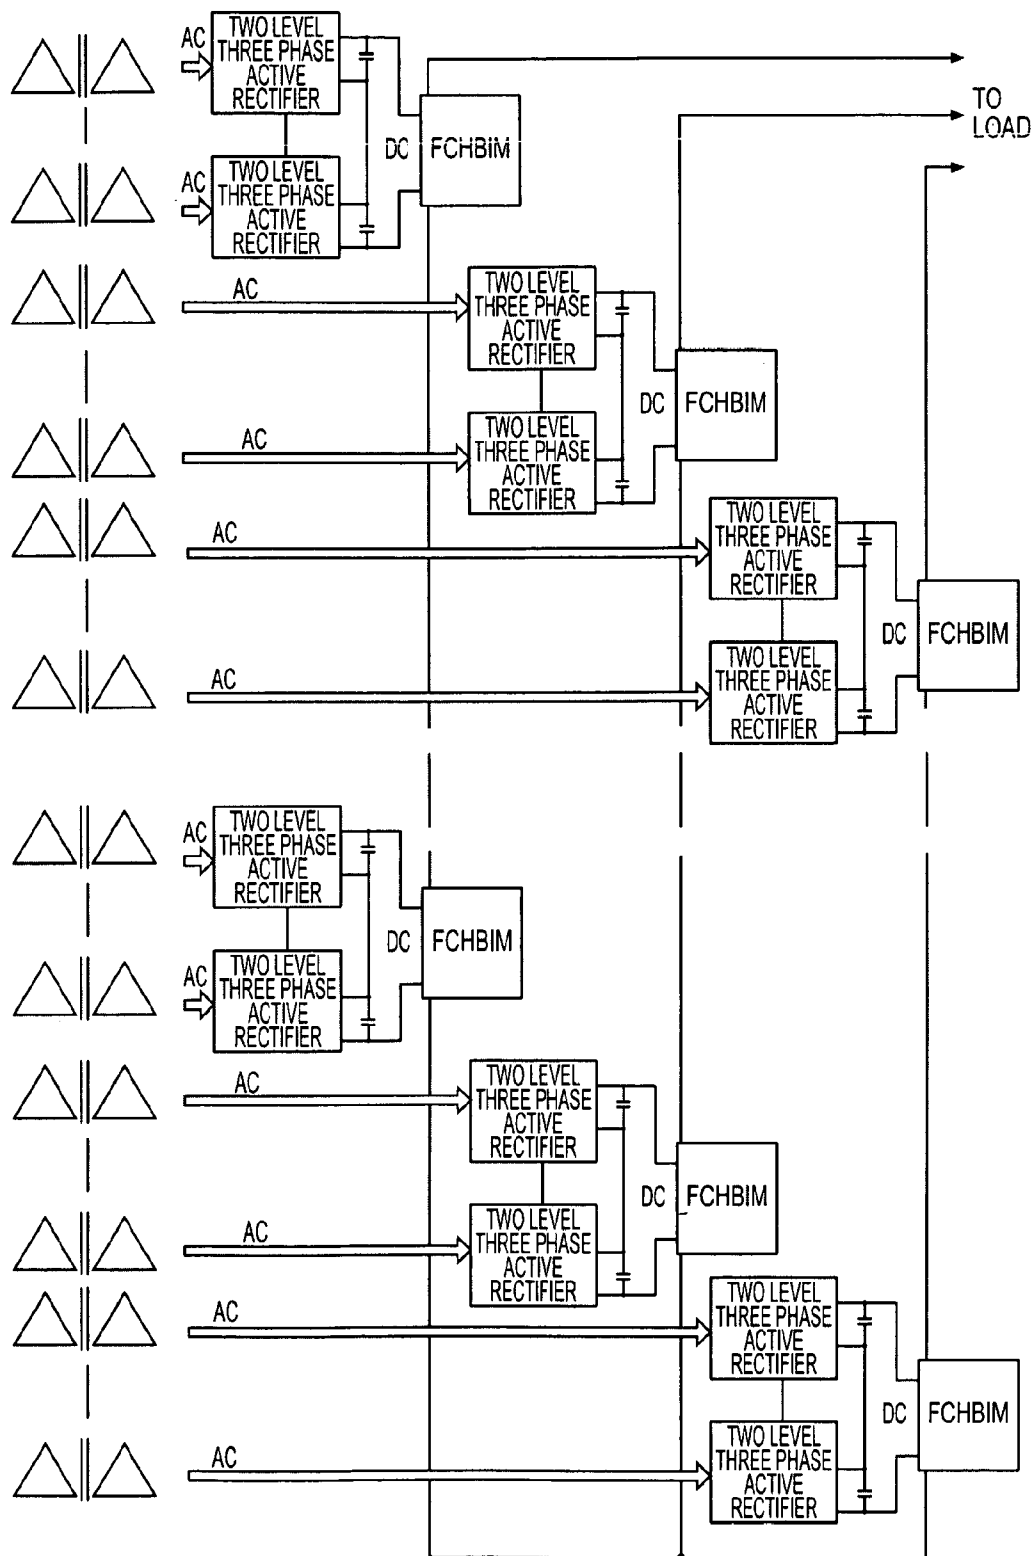 AC
TWO LEVEL
THREE PHASE
ACTIVE
RECTIFIER
TO
LOAD
DC
FCHBIM
AC
TWO LEVEL
THREE PHASE
ACTIVE
RECTIFIER
AC
TWO LEVEL
THREE PHASE
ACTIVE
RECTIFIER
DC
FCHBIM
AC
TWO LEVEL
THREE PHASE
ACTIVE
RECTIFIER
AC
TWO LEVEL
THREE PHASE
ACTIVE
RECTIFIER
DC
FCHBIM
AC
TWO LEVEL
THREE PHASE
ACTIVE
RECTIFIER
AC
TWO LEVEL
THREE PHASE
ACTIVE
RECTIFIER
DC
FCHBIM
AC
TWO LEVEL
THREE PHASE
ACTIVE
RECTIFIER
AC
TWO LEVEL
THREE PHASE
ACTIVE
RECTIFIER
DC
FCHBIM
AC
TWO LEVEL
THREE PHASE
ACTIVE
RECTIFIER
AC
TWO LEVEL
THREE PHASE
ACTIVE
RECTIFIER
DC
FCHBIM
AC
TWO LEVEL
THREE PHASE
ACTIVE
RECTIFIER